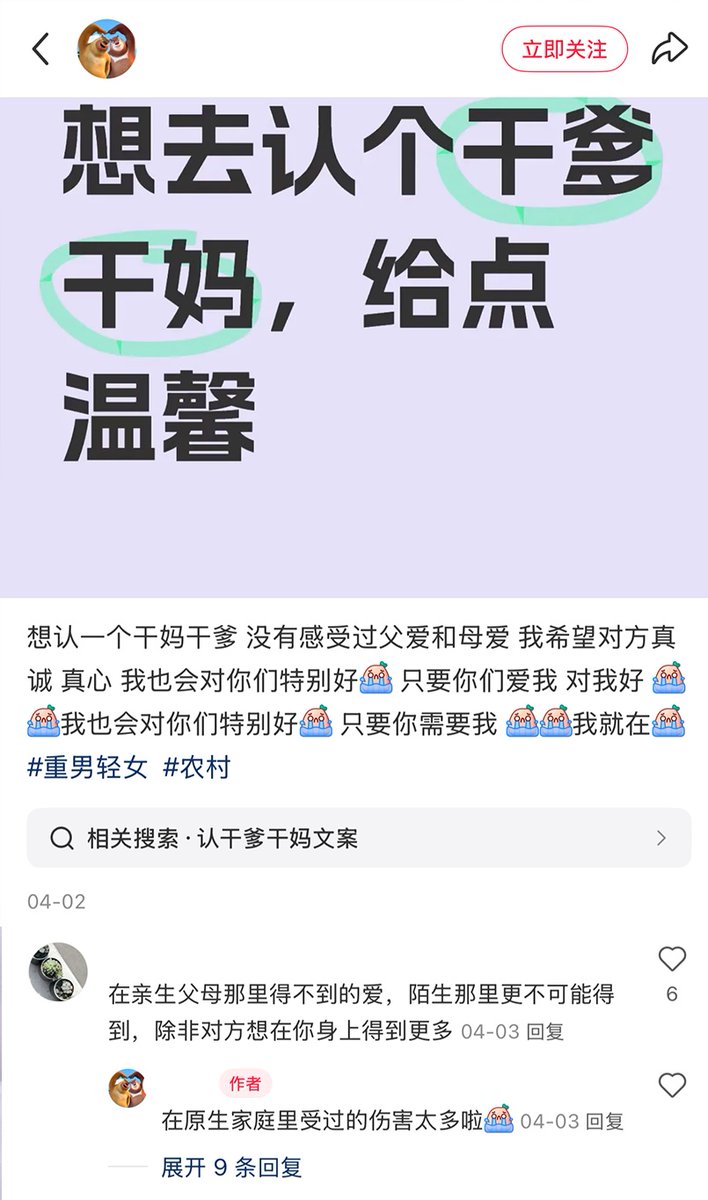 立即关注
想去认个干爹
干妈，给点
温馨
想认一个干妈干爹 没有感受过父爱和母爱 我希望对方真
诚 真心 我也会对你们特别好 只要你们爱我 对我好
我也会对你们特别好 只要你需要我 我就在
#重男轻女 #农村
相关搜索·认干爹干妈文案
04-02
在亲生父母那里得不到的爱，陌生那里更不可能得
到，除非对方想在你身上得到更多 04-03 回复
6
作者
在原生家庭里受过的伤害太多啦 04-03 回复
展开 9 条回复